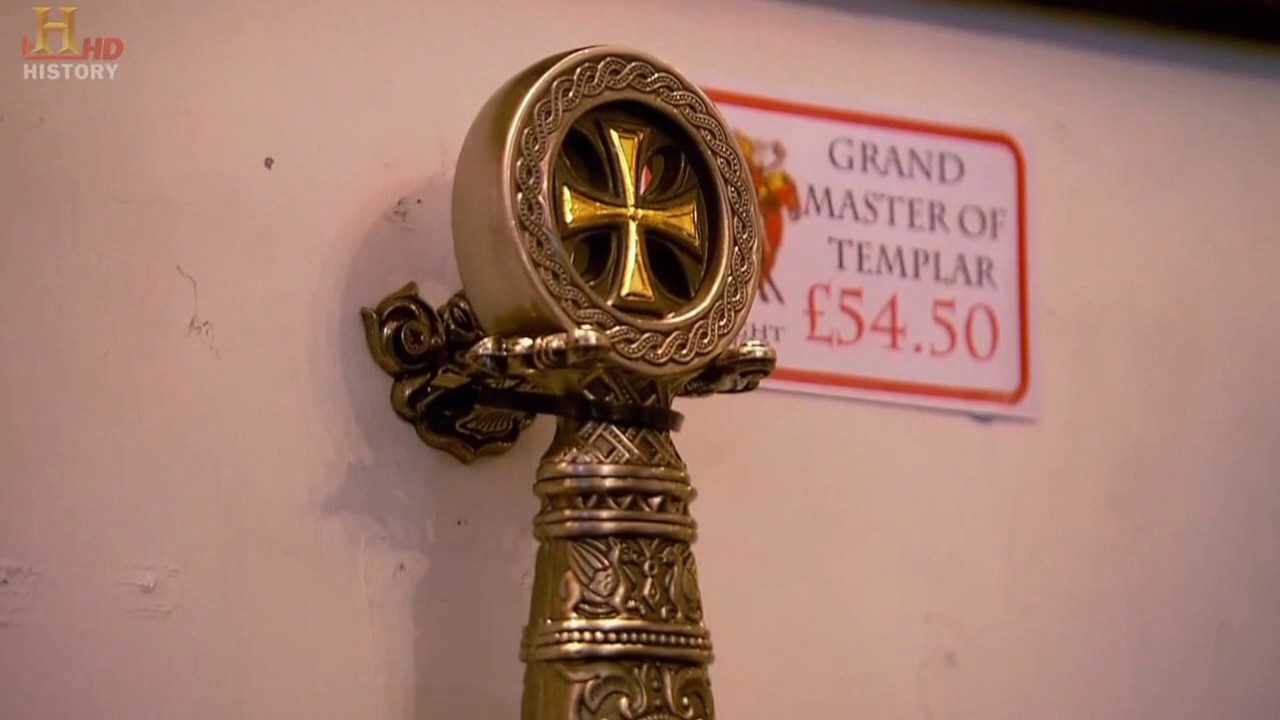 H HD
HISTORY
GRAND
MASTER OF
TEMPLAR
£54.50